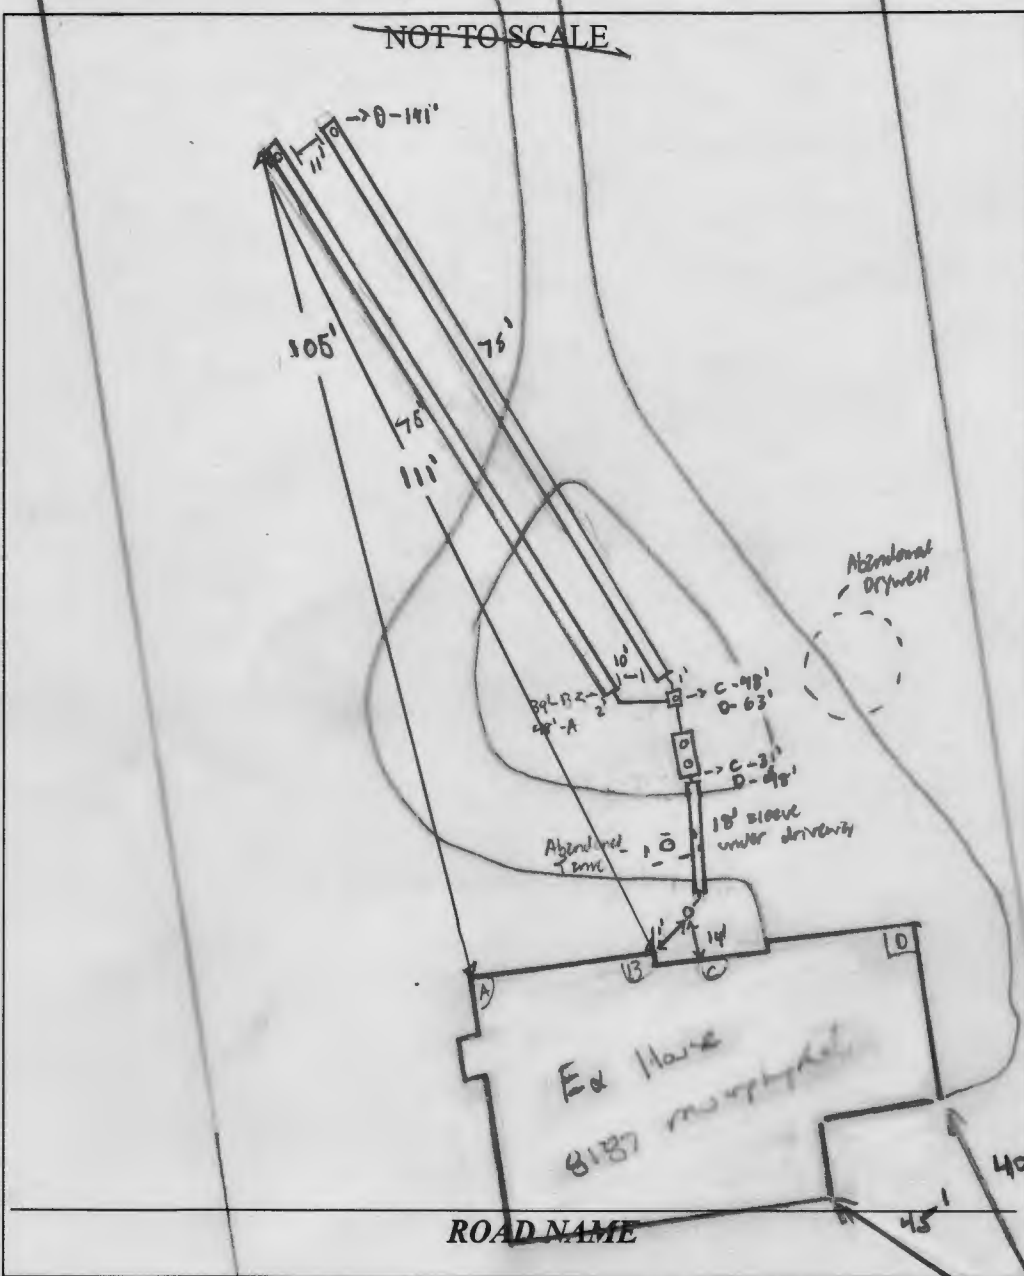 NOT TO SCALE
->D-141'
11'
105'
75'
75'
111'
Abandoned
Drywell
10'
1'
->C-48'
D-63'
39'-B
48'-A
2'
->C-31'
D-48'
18' sleeve
under driveway
Abandoned
Tank
14'
A
B
C
D
Ex House
8187
40
45'
ROAD NAME